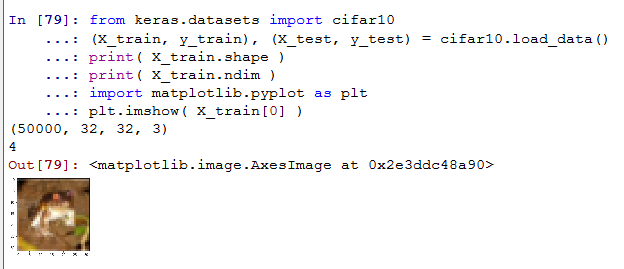 In [79]: from keras.datasets import cifar10
    ...: (X_train, y_train), (X_test, y_test) = cifar10.load_data()
    ...: print( X_train.shape )
    ...: print( X_train.ndim )
    ...: import matplotlib.pyplot as plt
    ...: plt.imshow( X_train[0] )
(50000, 32, 32, 3)
4
Out[79]: <matplotlib.image.AxesImage at 0x2e3ddc48a90>